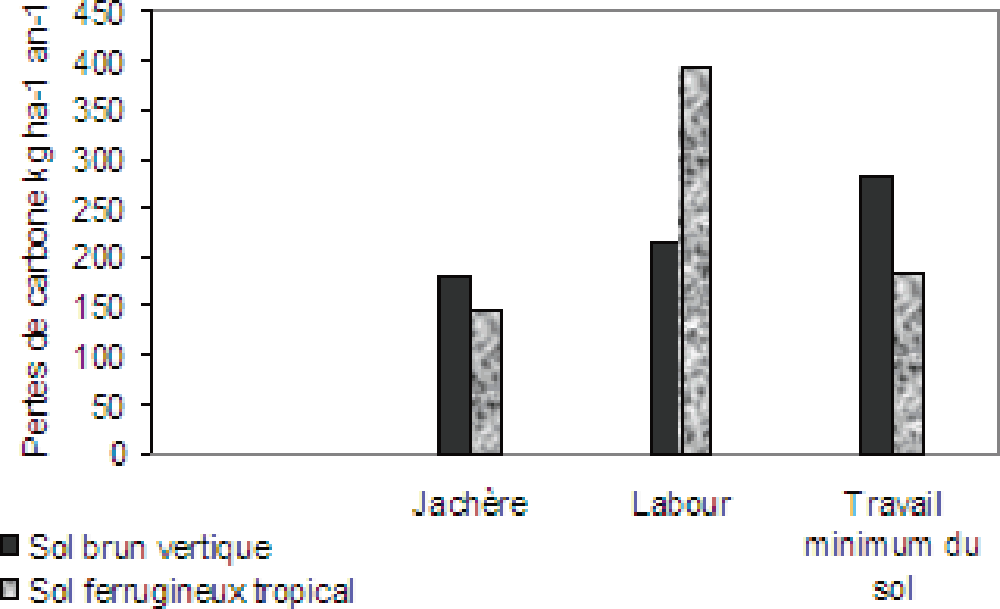 Pertes de carbone kg ha-1 an-1
450
400
350
300
250
200
150
100
50
0
Jachère
Labour
Travail
minimum du
sol
Sol brun vertique
Sol ferrugineux tropical